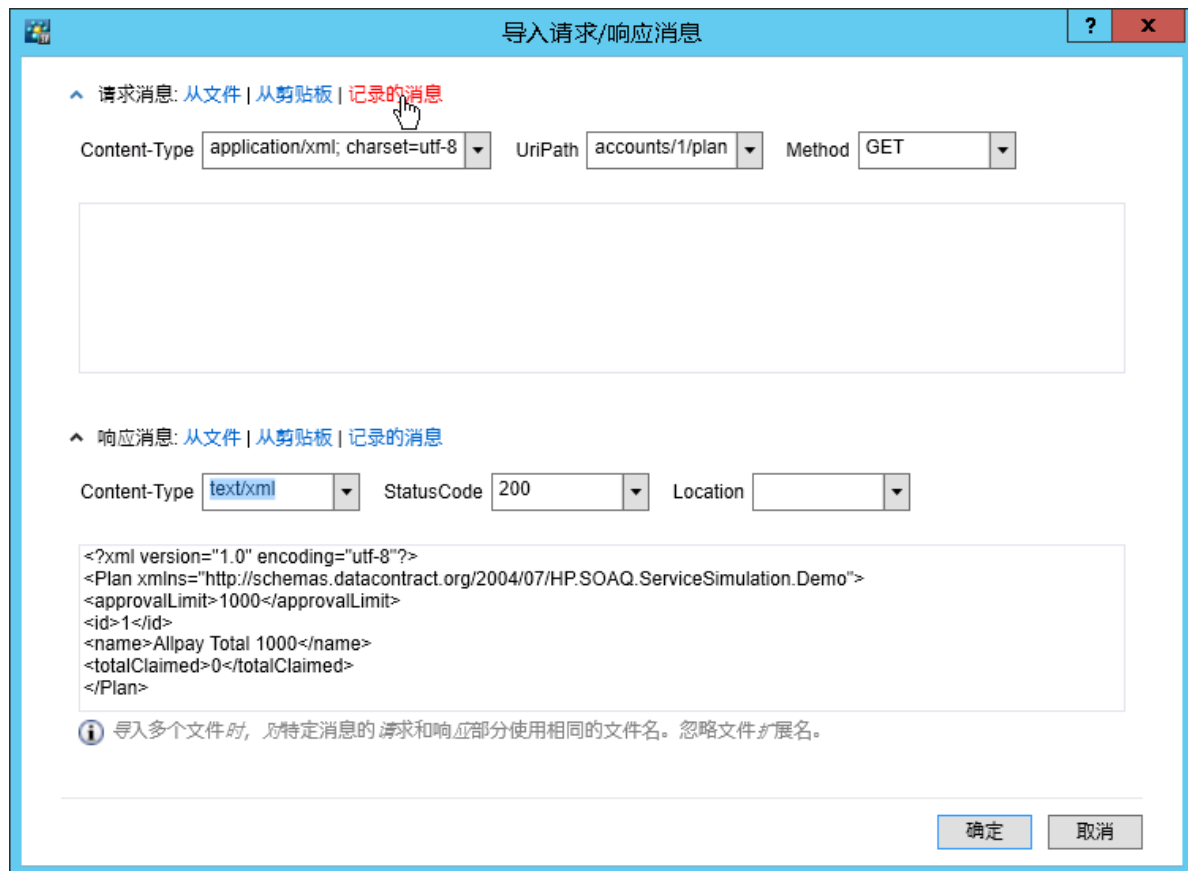 导入请求/响应消息
? x
请求消息: 从文件 | 从剪贴板 | 记录的消息
Content-Type application/xml; charset=utf-8 UriPath accounts/1/plan Method GET
响应消息: 从文件 | 从剪贴板 | 记录的消息
Content-Type text/xml StatusCode 200 Location
<?xml version="1.0" encoding="utf-8"?>
<Plan xmlns="http://schemas.datacontract.org/2004/07/HP.SOAQ.ServiceSimulation.Demo">
<approvalLimit>1000</approvalLimit>
<id>1</id>
<name>Allpay Total 1000</name>
<totalClaimed>0</totalClaimed>
</Plan>
导入多个文件时，对特定消息的请求和响应部分使用相同的文件名。忽略文件扩展名。
确定 取消